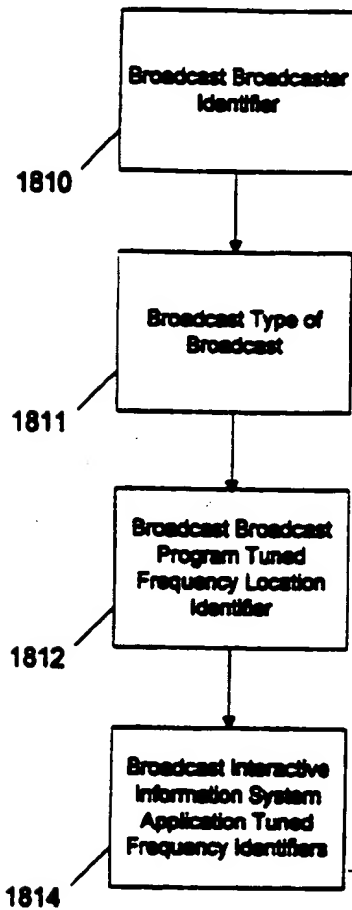 Broadcast Broadcaster
Identifier
1810
Broadcast Type of
Broadcast
1811
Broadcast Broadcast
Program Tuned
Frequency Location
Identifier
1812
Broadcast Interactive
Information System
Application Tuned
Frequency Identifiers
1814